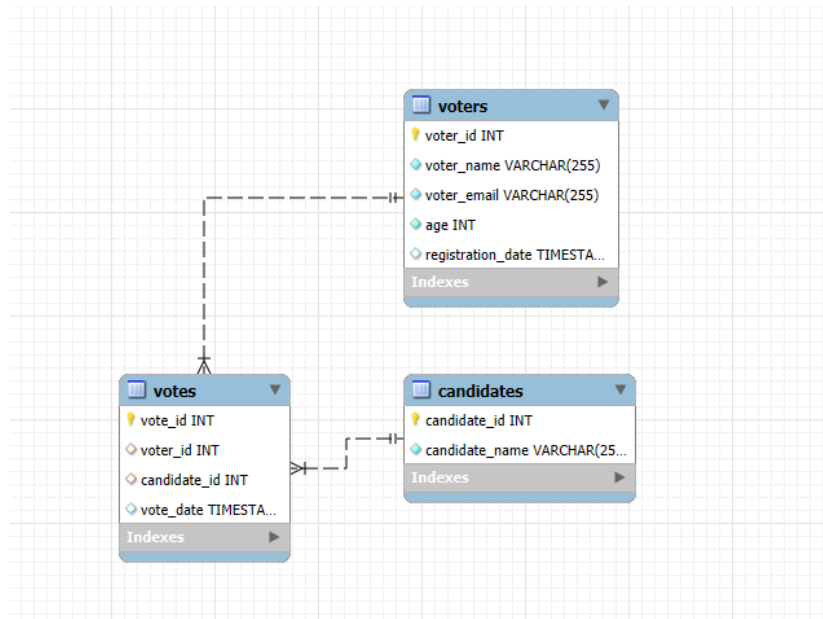 voters
voter_id INT
voter_name VARCHAR(255)
voter_email VARCHAR(255)
age INT
registration_date TIMESTA...
Indexes
votes
vote_id INT
voter_id INT
candidate_id INT
vote_date TIMESTA...
Indexes
candidates
candidate_id INT
candidate_name VARCHAR(25...
Indexes